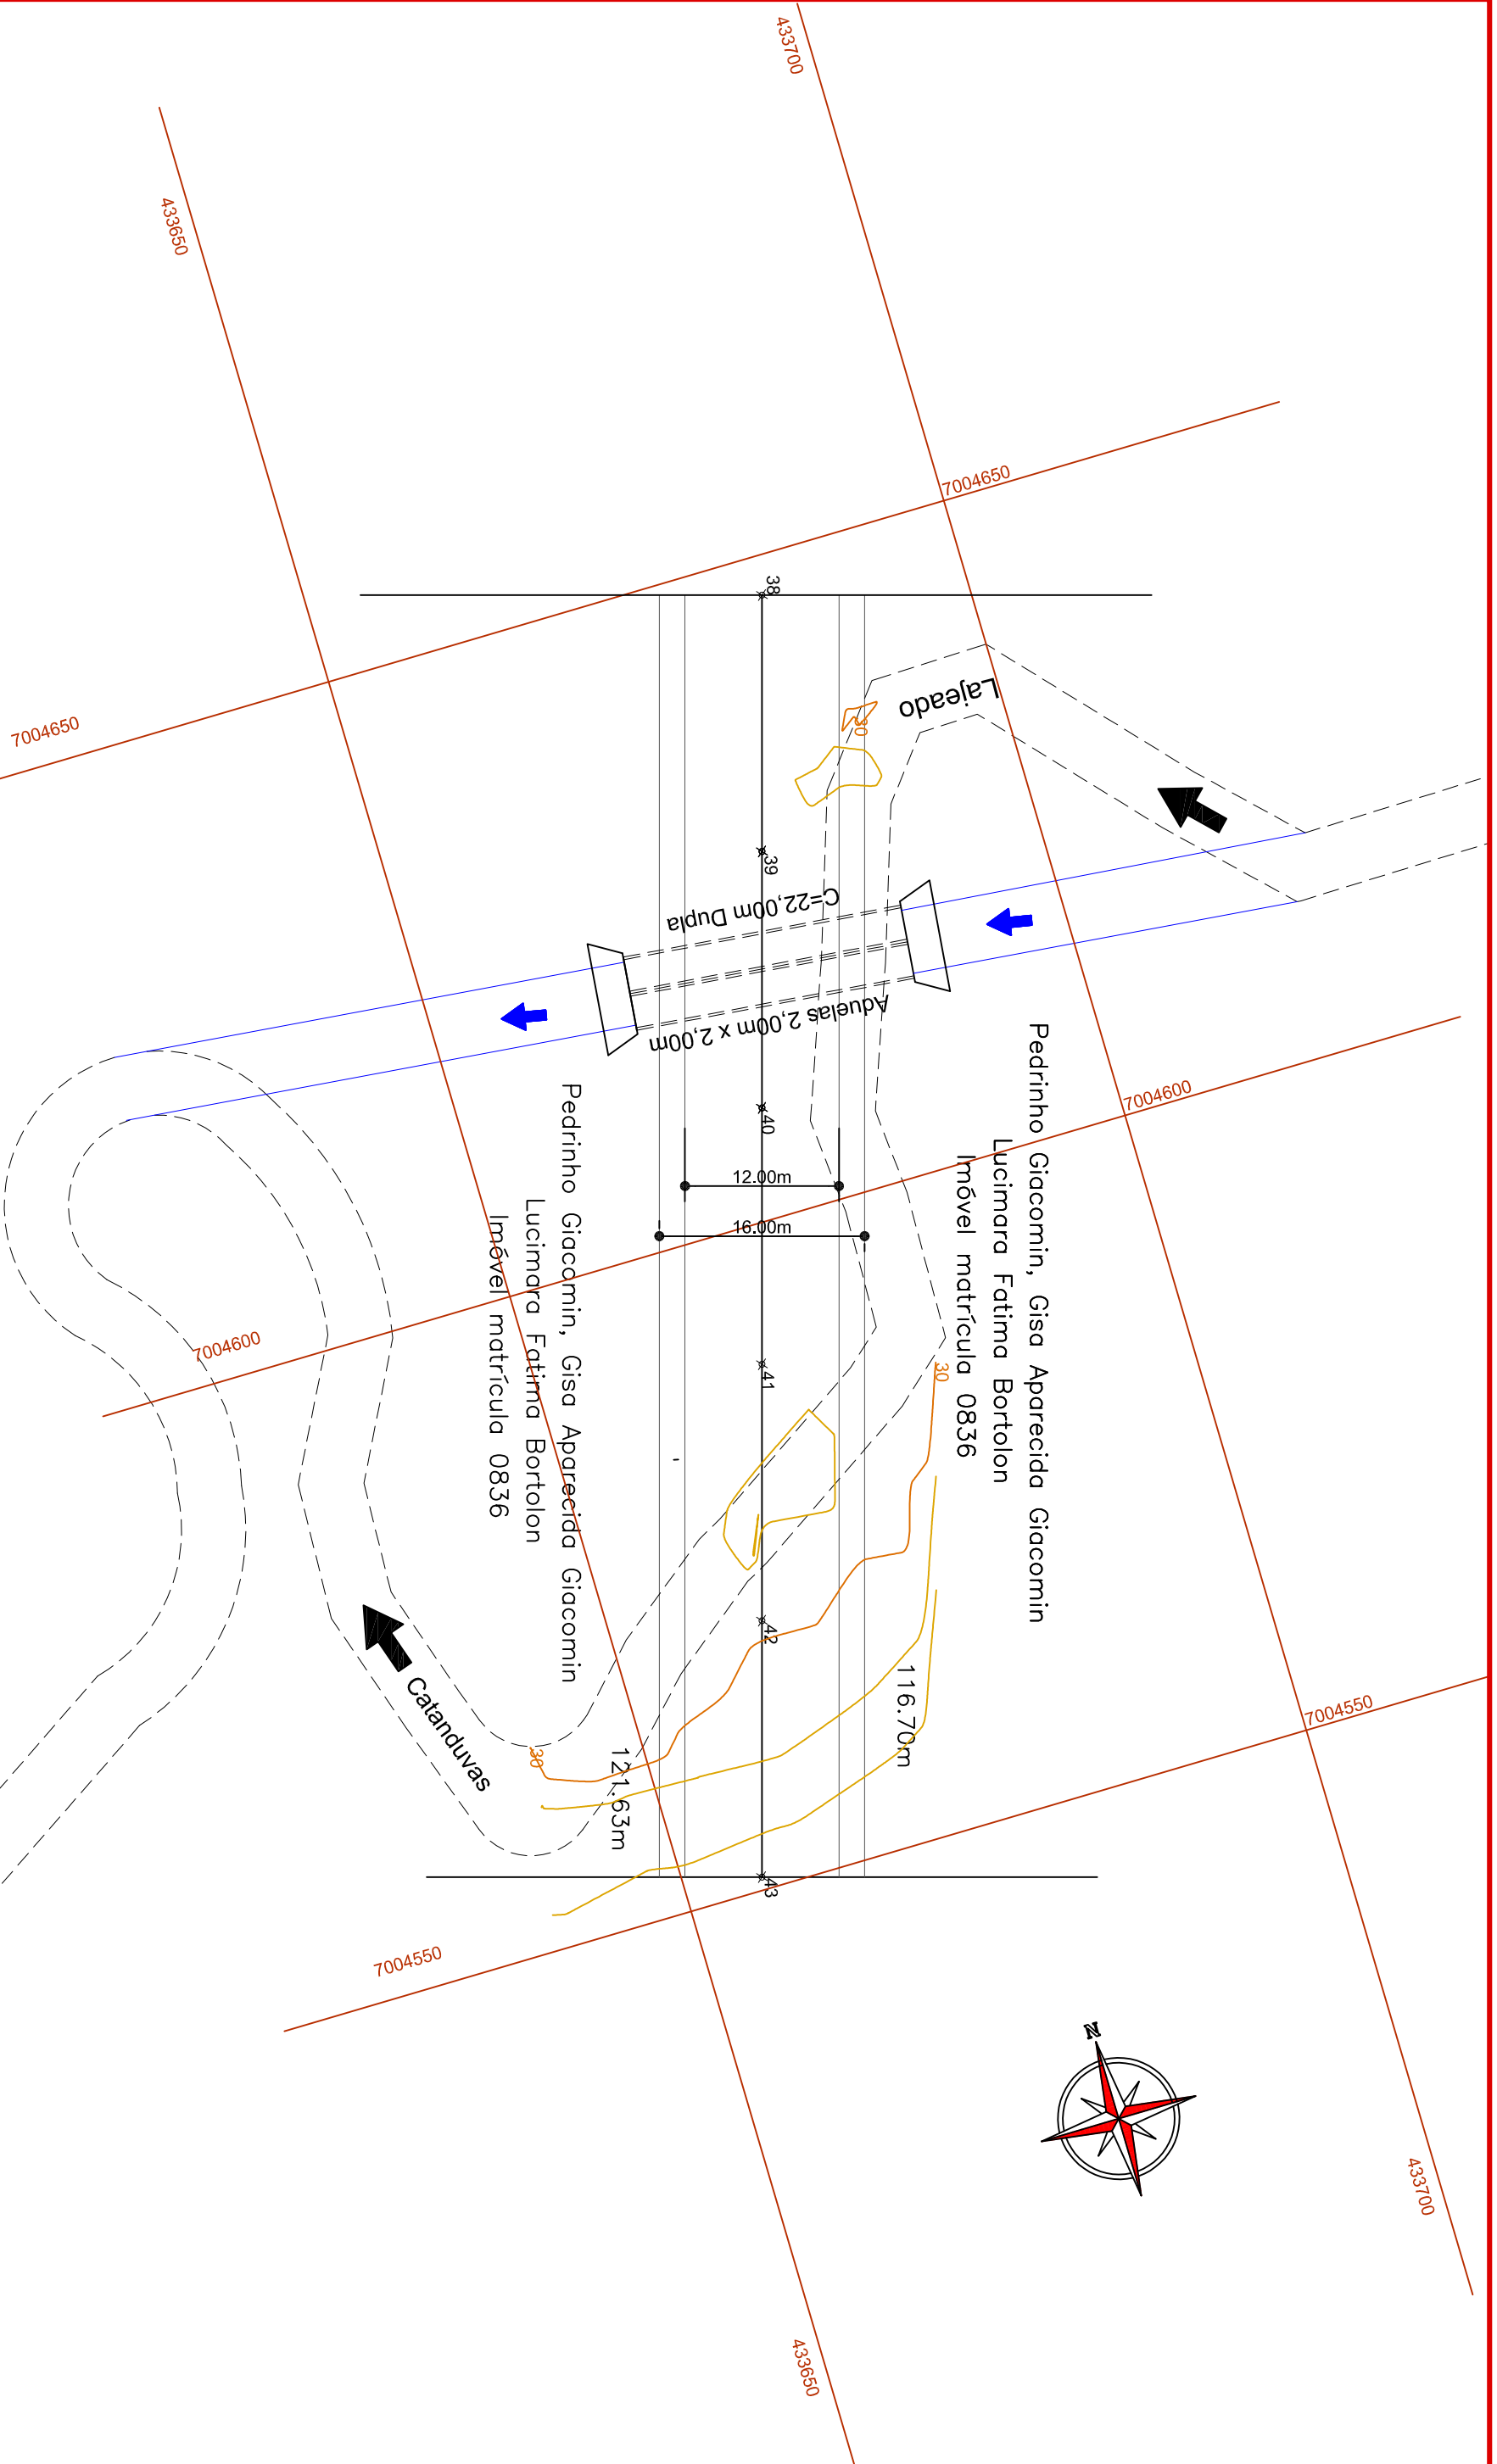 433700
433650
7004650
7004650
38
Lajeado
30
39
C=22,00m Dupla
Aduelas 2,00m x 2,00m
Pedrinho Giacomin, Gisa Aparecida Giacomin
Lucimara Fatima Bortolon
Imóvel matrícula 0836
Pedrinho Giacomin, Gisa Aparecida Giacomin
Lucimara Fatima Bortolon
Imóvel matrícula 0836
40
7004600
12.00m
16.00m
7004600
41
30
42
116.70m
Catanduvas
30
121.63m
7004550
43
7004550
N
433700
433650